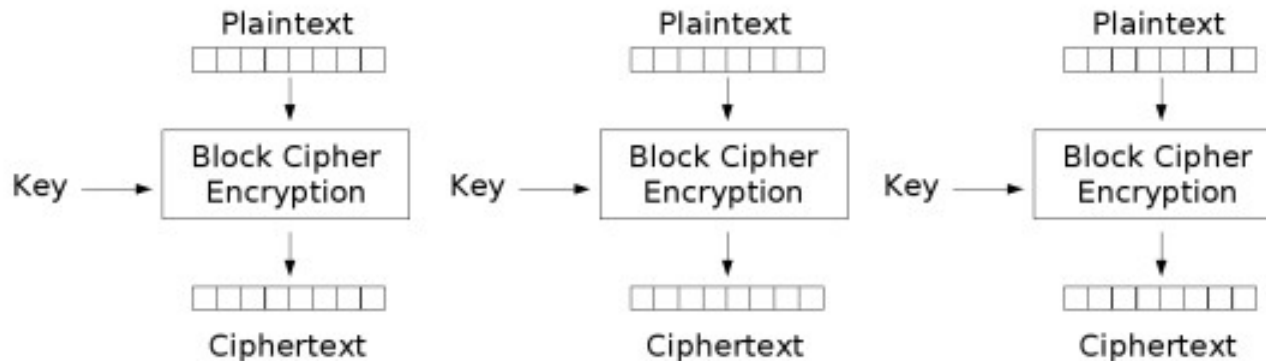 Plaintext
Plaintext
Plaintext
Block Cipher
Encryption
Block Cipher
Encryption
Block Cipher
Encryption
Key
Key
Key
Ciphertext
Ciphertext
Ciphertext